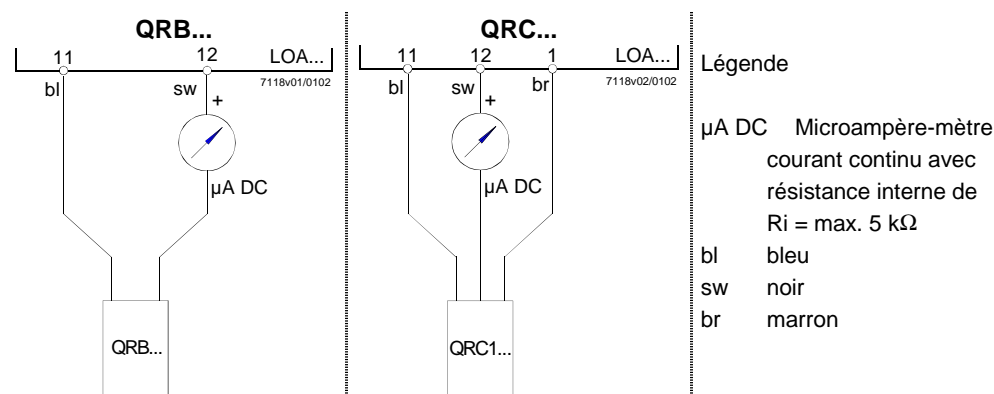 QRB...
11 12 LOA...
7118v01/0102
bl sw
+
µA DC
QRB...
QRC...
11 12 1 LOA...
7118v02/0102
bl sw br
+
µA DC
QRC1...
Légende
µA DC Microampère-mètre
courant continu avec
résistance interne de
Ri = max. 5 kΩ
bl bleu
sw noir
br marron